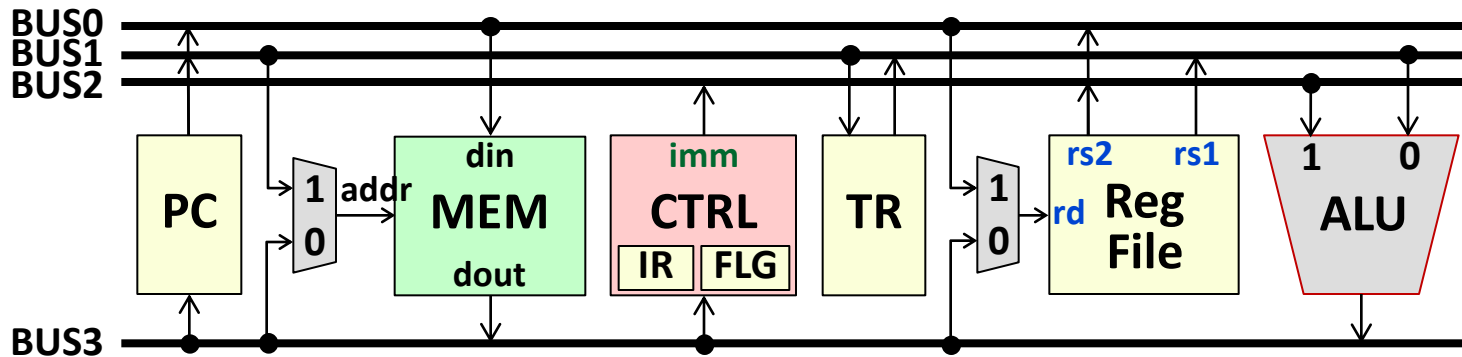 BUS0
BUS1
BUS2
PC
1
0
addr
din
MEM
dout
imm
CTRL
IR
FLG
TR
1
0
rs2
rs1
rd
Reg
File
1
0
ALU
BUS3